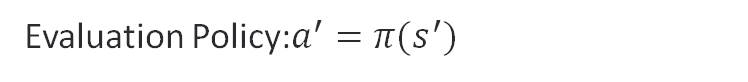 Evaluation Policy:𝑎′ = 𝜋(𝑠′)